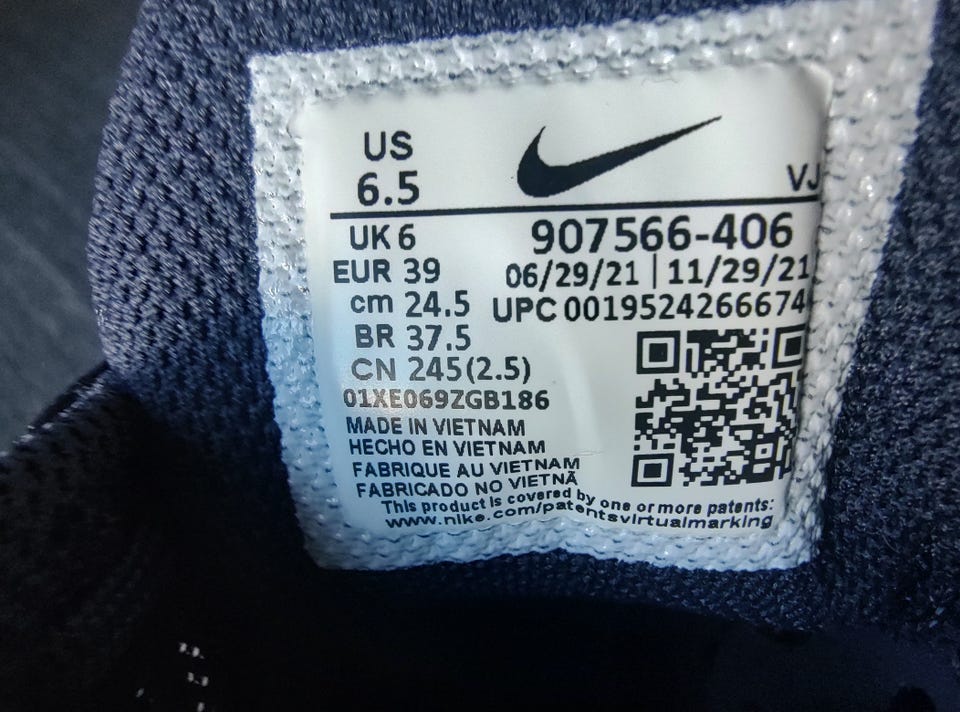 US
6.5
VJ
UK 6
907566-406
EUR 39
06/29/21 | 11/29/21
cm 24.5
UPC 0019524266674
BR 37.5
CN 245(2.5)
01XE069ZGB186
MADE IN VIETNAM
HECHO EN VIETNAM
FABRIQUE AU VIETNAM
FABRICADO NO VIETNÃ
This product is covered by one or more patents:
www.nike.com/patentsvirtualmarking